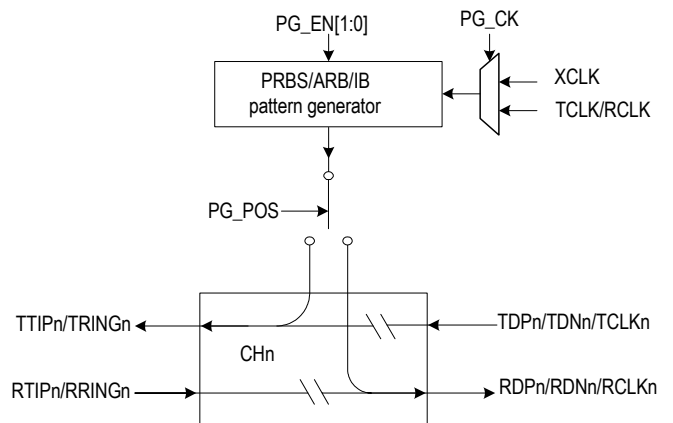 PG_EN[1:0]
PG_CK
PRBS/ARB/IB
pattern generator
XCLK
TCLK/RCLK
PG_POS
TTIPn/TRINGn
TDPn/TDNn/TCLKn
CHn
RTIPn/RRINGn
RDPn/RDNn/RCLKn